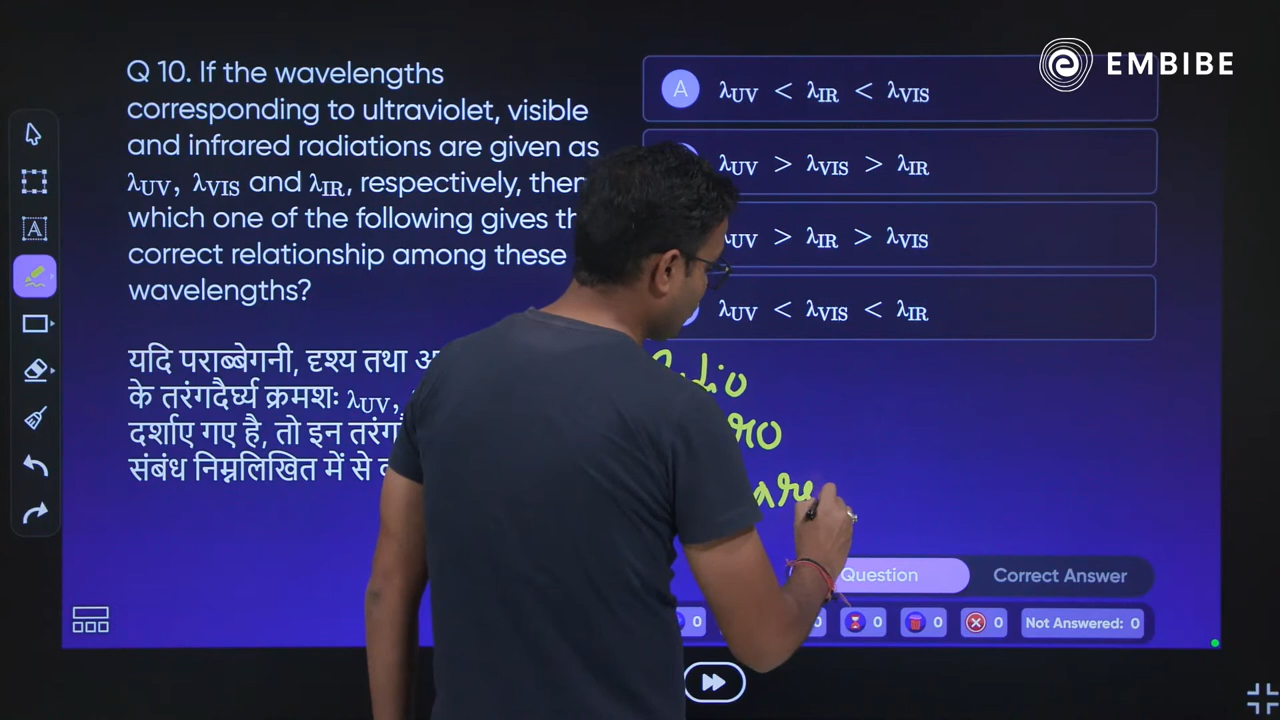 EMBIBE
Q 10. If the wavelengths
corresponding to ultraviolet, visible
and infrared radiations are given as
λUV, λVIS and λIR, respectively, then
which one of the following gives
correct relationship among these
wavelengths?
यदि पराब्बेगनी, दृश्य तथा
के तरंगदैर्घ्य क्रमशः λUV,
दर्शाए गए है, तो इन
संबंध निम्नलिखित में से
A λUV < λIR < λVIS
λUV > λVIS > λIR
λUV > λIR > λVIS
λUV < λVIS < λIR
Question Correct Answer
0 0 0 0 0 Not Answered: 0